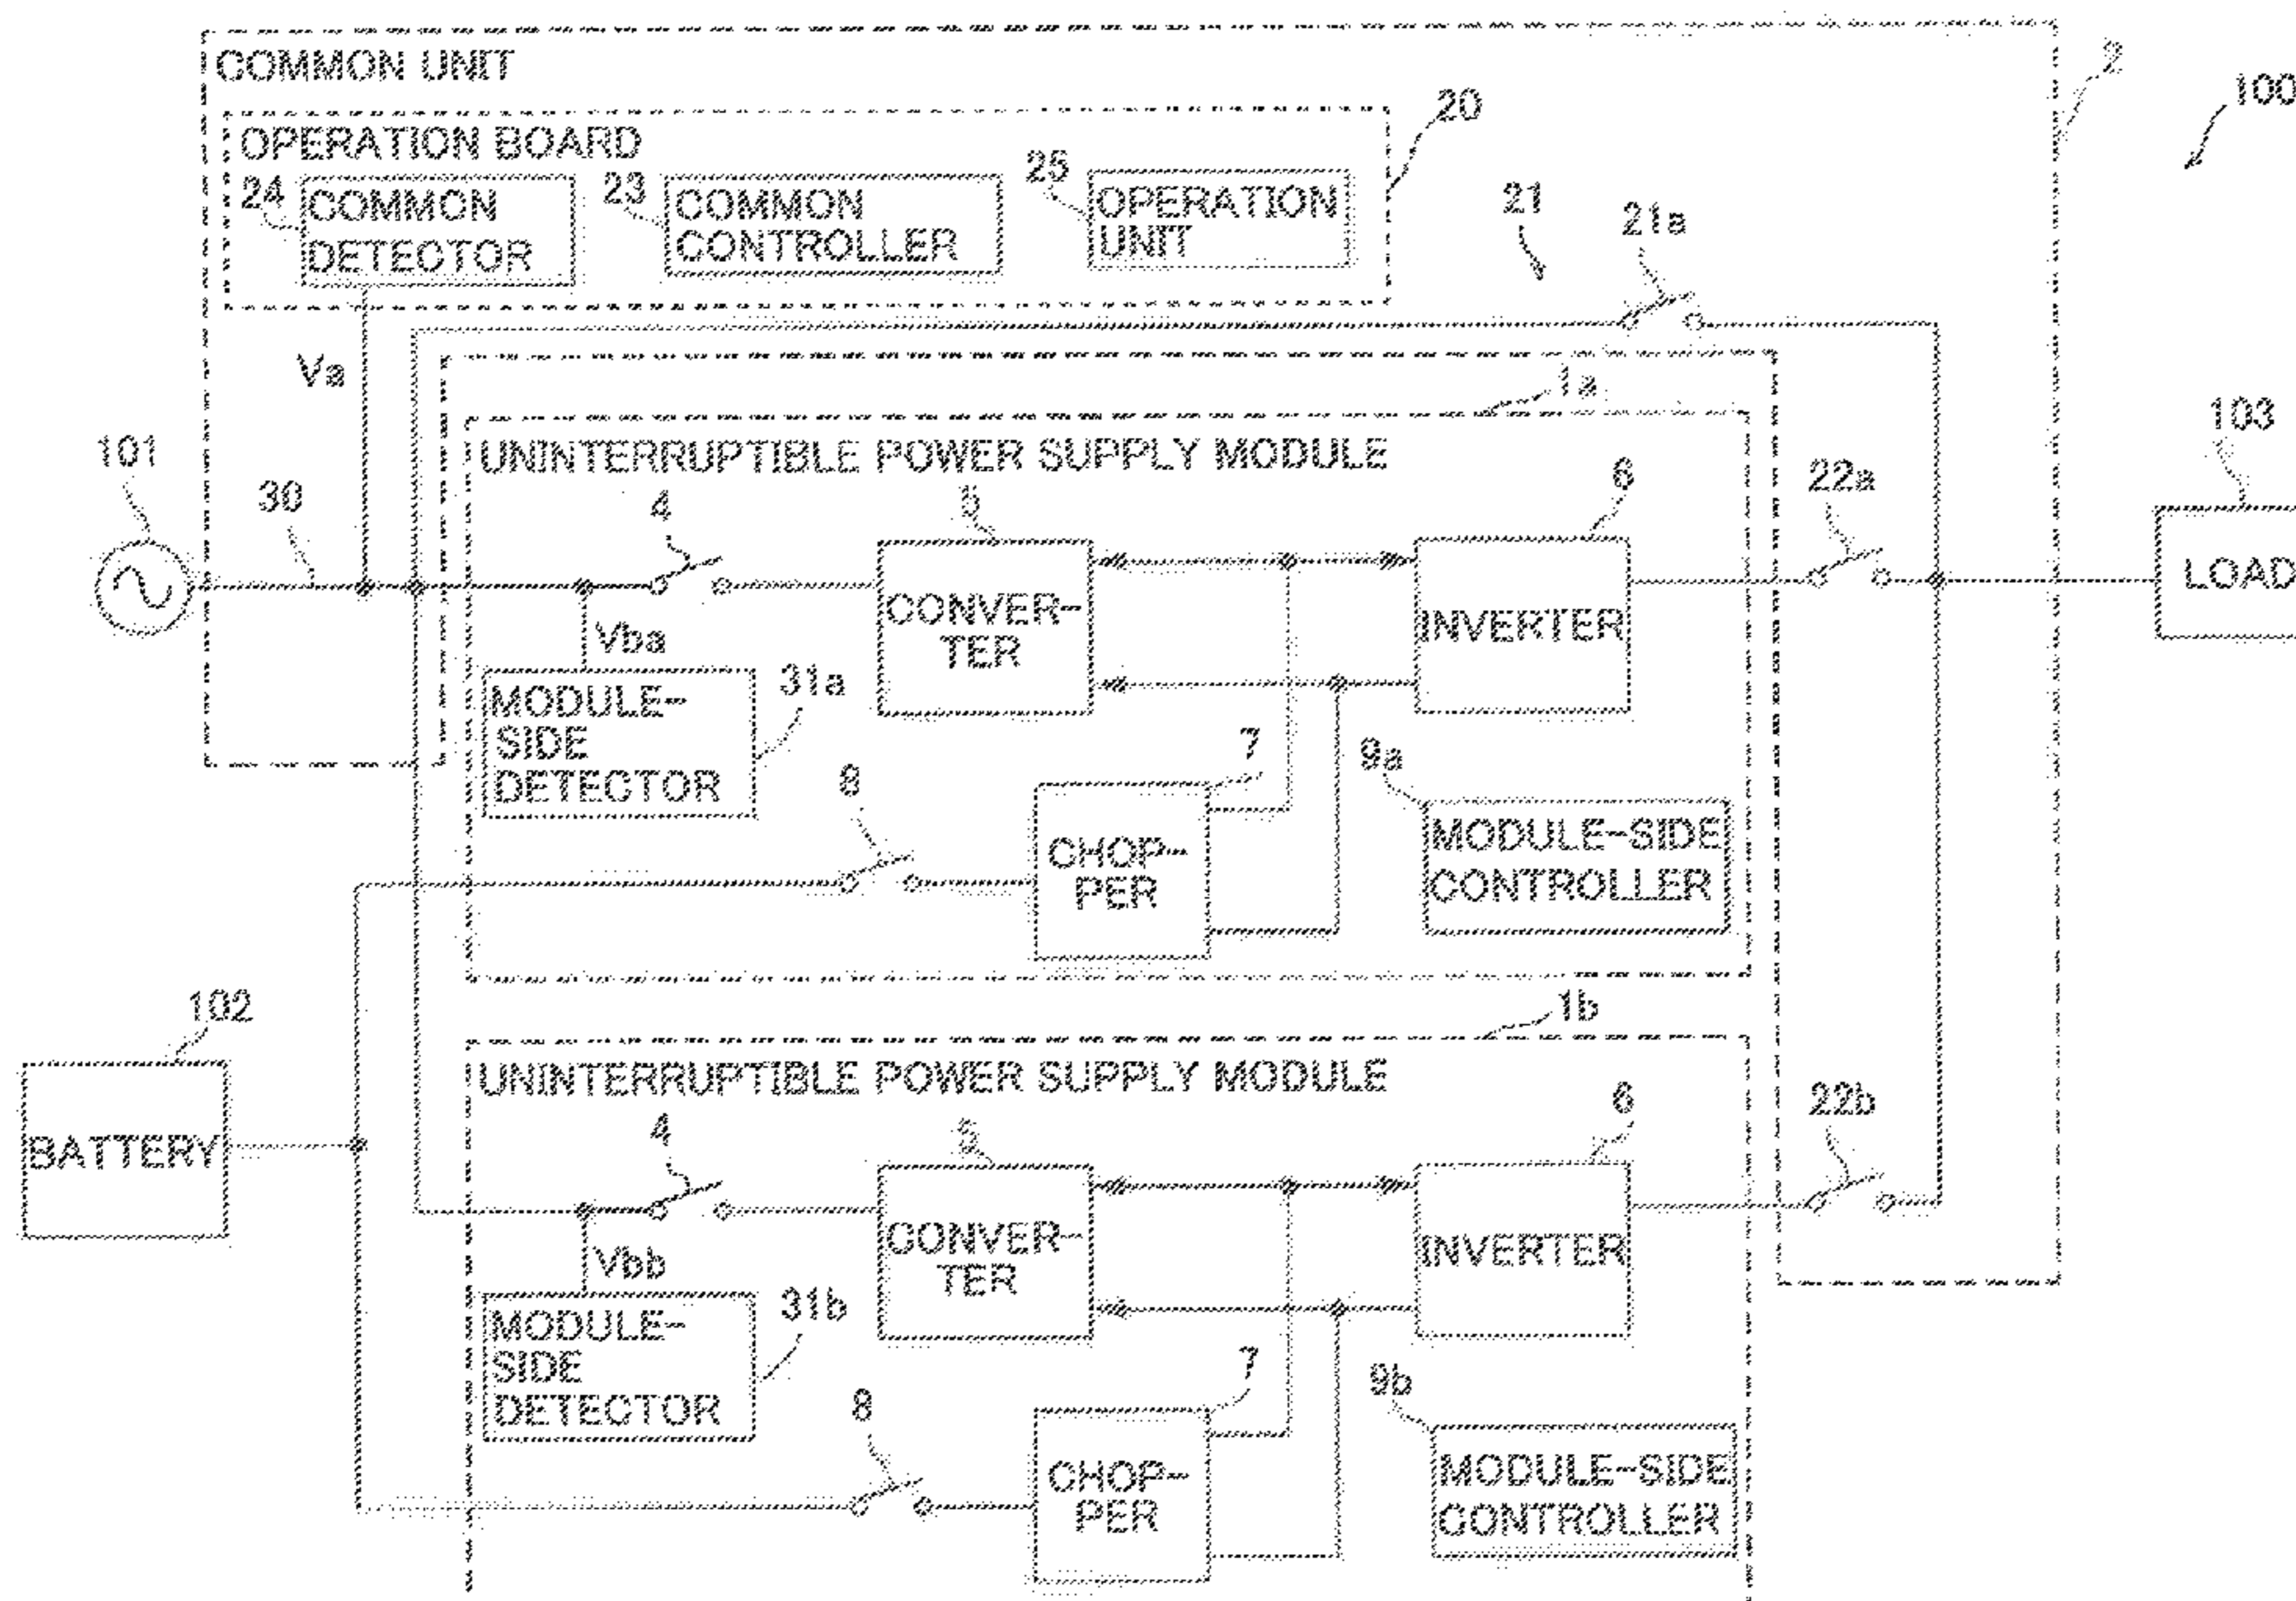 COMMON UNIT
2
100
OPERATION BOARD
20
24
COMMON
DETECTOR
23
COMMON
CONTROLLER
25
OPERATION
UNIT
21
21a
Va
1a
101
30
UNINTERRUPTIBLE POWER SUPPLY MODULE
103
4
5
6
22a
CONVER-
TER
INVERTER
LOAD
Vba
MODULE-
SIDE
DETECTOR
31a
7
9a
8
CHOP-
PER
MODULE-SIDE
CONTROLLER
102
1b
UNINTERRUPTIBLE POWER SUPPLY MODULE
BATTERY
4
5
6
22b
CONVER-
TER
INVERTER
Vbb
MODULE-
SIDE
DETECTOR
31b
7
9b
8
CHOP-
PER
MODULE-SIDE
CONTROLLER